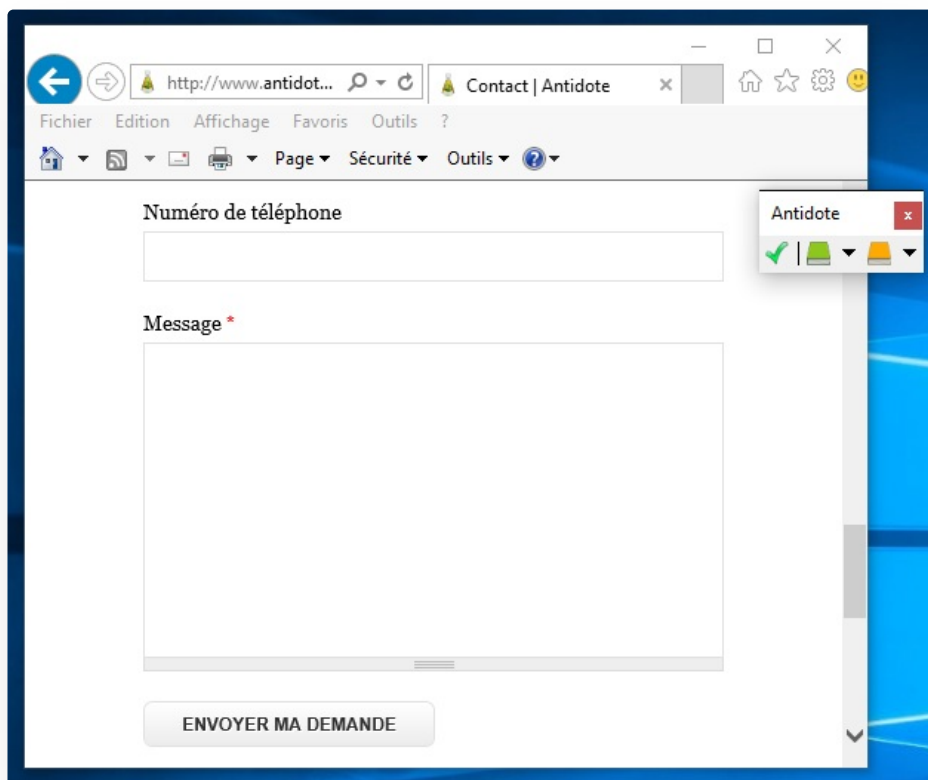 http://www.antidot...
Contact | Antidote
Fichier Edition Affichage Favoris Outils ?
Page Sécurité Outils
Numéro de téléphone
Antidote
Message *
ENVOYER MA DEMANDE